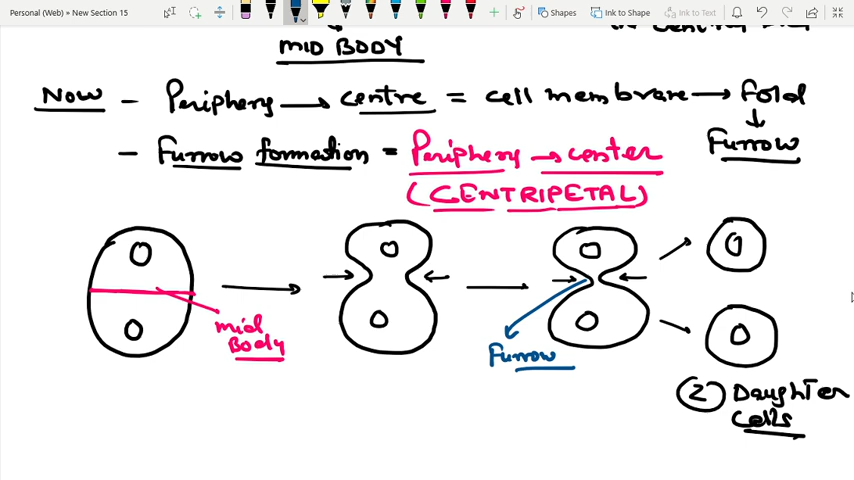 Personal (Web) » New Section 15
Shapes
Ink to Shape
Ink to Text
MID BODY
Now - Periphery → centre = cell membrane → fold
↓
Furrow
- Furrow formation = Periphery → center
(CENTRIPETAL)
mid
Body
Furrow
② Daughter
Cells